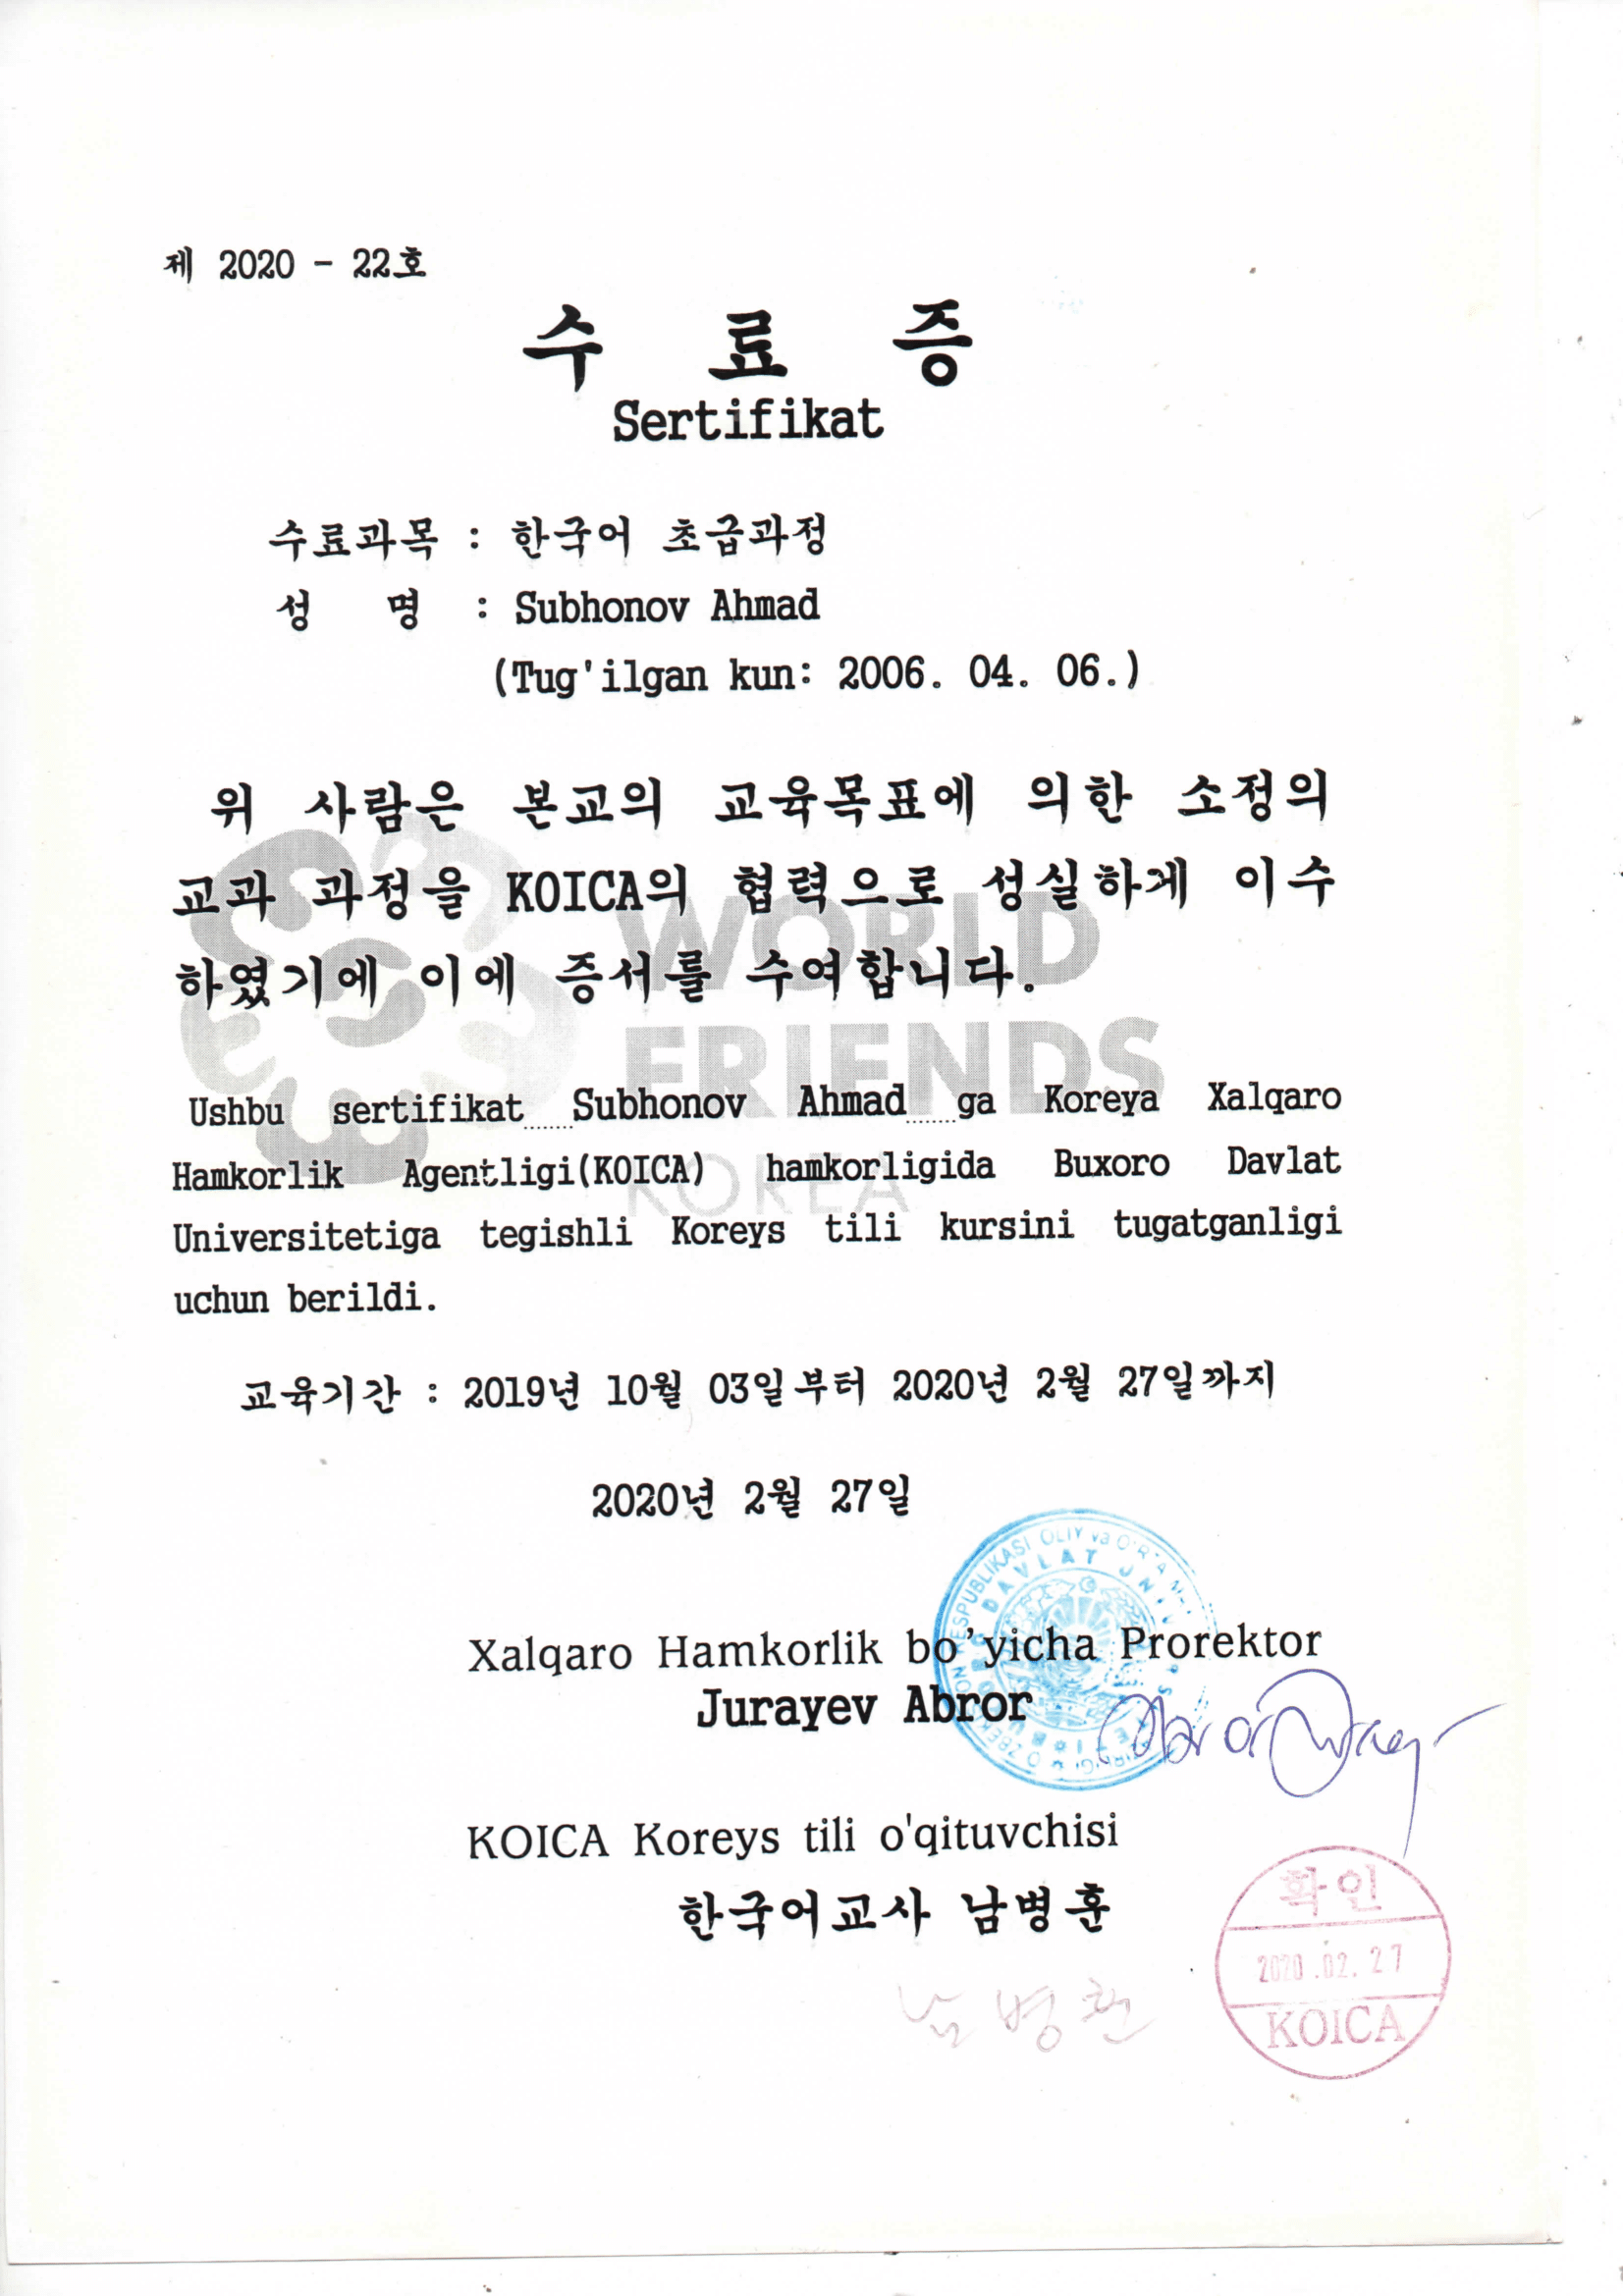 제 2020 - 22호
수 료 증
Sertifikat
수료과목 : 한국어 초급과정
성 명 : Subhonov Ahmad
(Tug'ilgan kun: 2006. 04. 06.)
위 사람은 본교의 교육목표에 의한 소정의
교과 과정을 KOICA의 협력으로 성실하게 이수
하였기에 이에 증서를 수여합니다.
WORLD
FRIENDS
KOREA
Ushbu sertifikat Subhonov Ahmad ga Koreya Xalqaro
Hamkorlik Agentligi(KOICA) hamkorligida Buxoro Davlat
Universitetiga tegishli Koreys tili kursini tugatganligi
uchun berildi.
교육기간 : 2019년 10월 03일부터 2020년 2월 27일까지
2020년 2월 27일
Xalqaro Hamkorlik bo'yicha Prorektor
Jurayev Abror
KOICA Koreys tili o'qituvchisi
한국어교사 남병훈
남병훈
확인
2020.02.27
KOICA